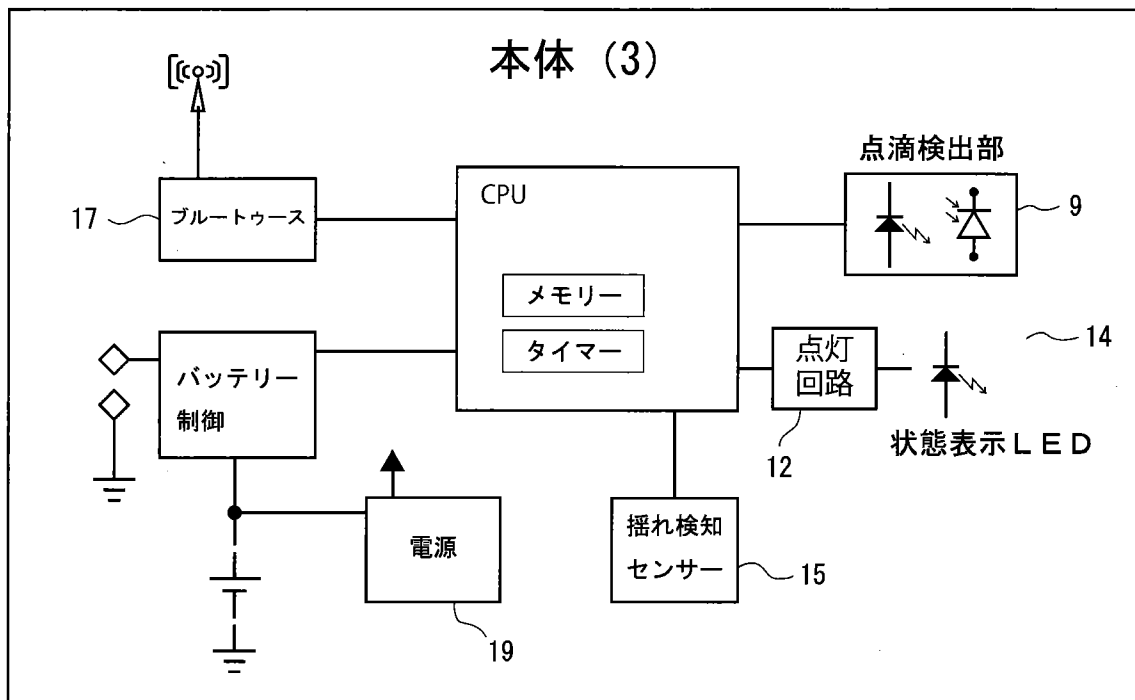 本体（3）
点滴検出部
CPU
17
ブルートゥース
9
メモリー
タイマー
14
バッテリー
制御
点灯
回路
12
状態表示ＬＥＤ
電源
19
揺れ検知
センサー
15